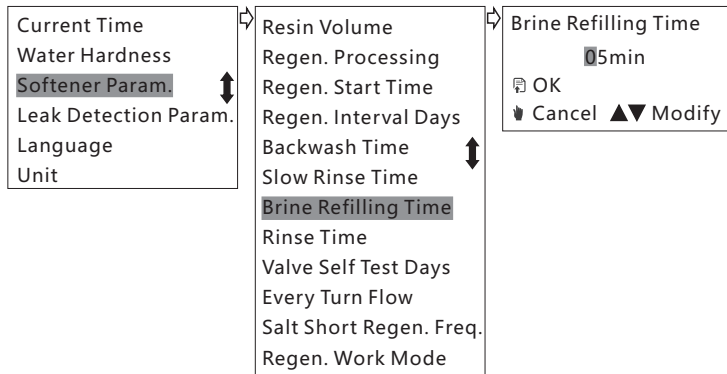 Current Time
Water Hardness
Softener Param.
Leak Detection Param.
Language
Unit
Resin Volume
Regen. Processing
Regen. Start Time
Regen. Interval Days
Backwash Time
Slow Rinse Time
Brine Refilling Time
Rinse Time
Valve Self Test Days
Every Turn Flow
Salt Short Regen. Freq.
Regen. Work Mode
Brine Refilling Time
05min
OK
Cancel ▲▼ Modify